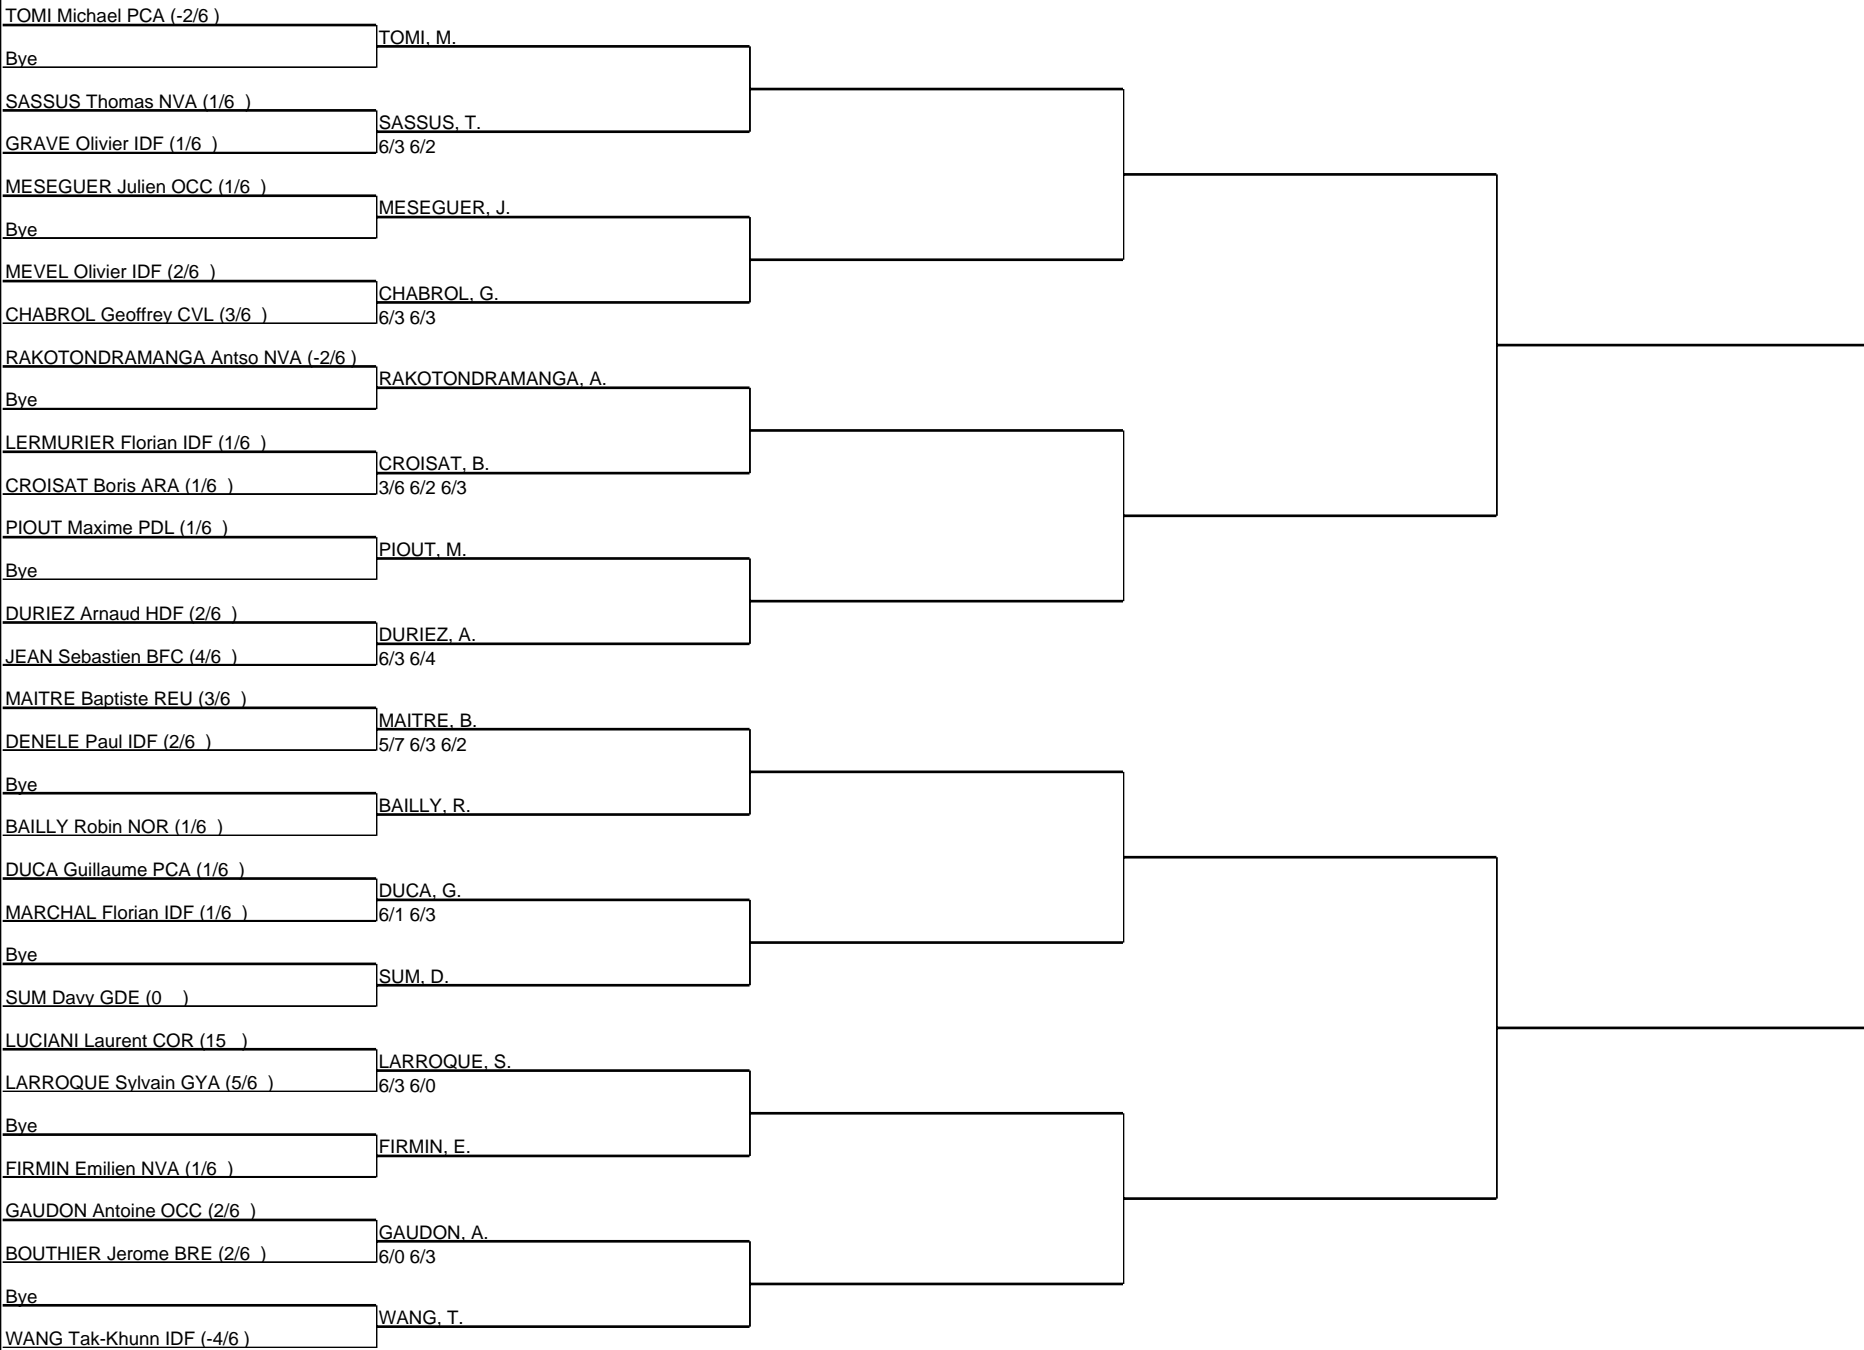 TOMI Michael PCA (-2/6 )
TOMI, M.
Bye
SASSUS Thomas NVA (1/6  )
SASSUS, T.
GRAVE Olivier IDF (1/6  )
6/3 6/2
MESEGUER Julien OCC (1/6  )
MESEGUER, J.
Bye
MEVEL Olivier IDF (2/6  )
CHABROL, G.
CHABROL Geoffrey CVL (3/6  )
6/3 6/3
RAKOTONDRAMANGA Antso NVA (-2/6 )
RAKOTONDRAMANGA, A.
Bye
LERMURIER Florian IDF (1/6  )
CROISAT, B.
CROISAT Boris ARA (1/6  )
3/6 6/2 6/3
PIOUT Maxime PDL (1/6  )
PIOUT, M.
Bye
DURIEZ Arnaud HDF (2/6  )
DURIEZ, A.
JEAN Sebastien BFC (4/6  )
6/3 6/4
MAITRE Baptiste REU (3/6  )
MAITRE, B.
DENELE Paul IDF (2/6  )
5/7 6/3 6/2
Bye
BAILLY, R.
BAILLY Robin NOR (1/6  )
DUCA Guillaume PCA (1/6  )
DUCA, G.
MARCHAL Florian IDF (1/6  )
6/1 6/3
Bye
SUM, D.
SUM Davy GDE (0    )
LUCIANI Laurent COR (15   )
LARROQUE, S.
LARROQUE Sylvain GYA (5/6  )
6/3 6/0
Bye
FIRMIN, E.
FIRMIN Emilien NVA (1/6  )
GAUDON Antoine OCC (2/6  )
GAUDON, A.
BOUTHIER Jerome BRE (2/6  )
6/0 6/3
Bye
WANG, T.
WANG Tak-Khunn IDF (-4/6 )